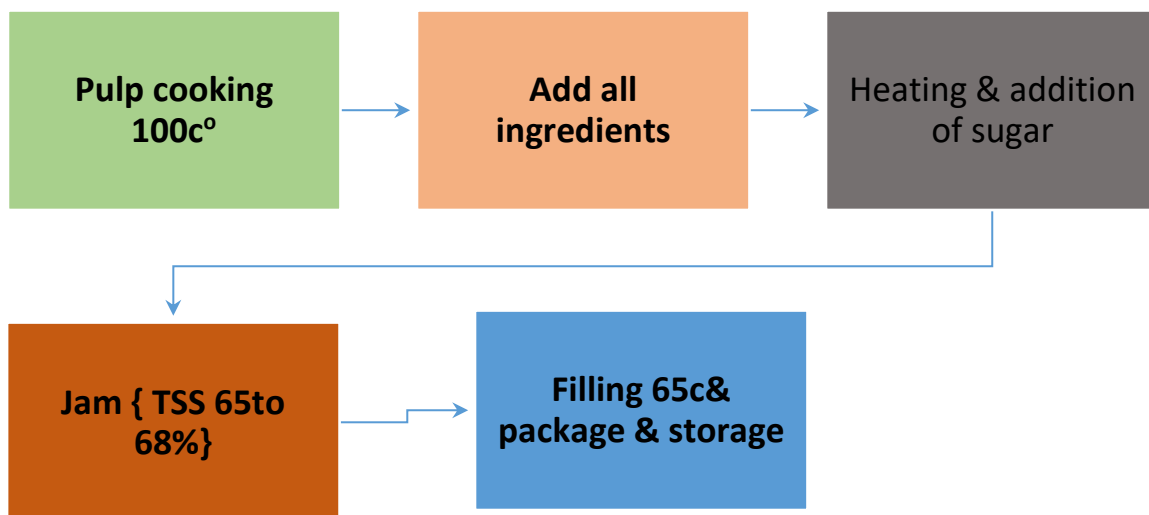 Pulp cooking
100cº
Add all
ingredients
Heating & addition
of sugar
Jam { TSS 65to
68%}
Filling 65c&
package & storage